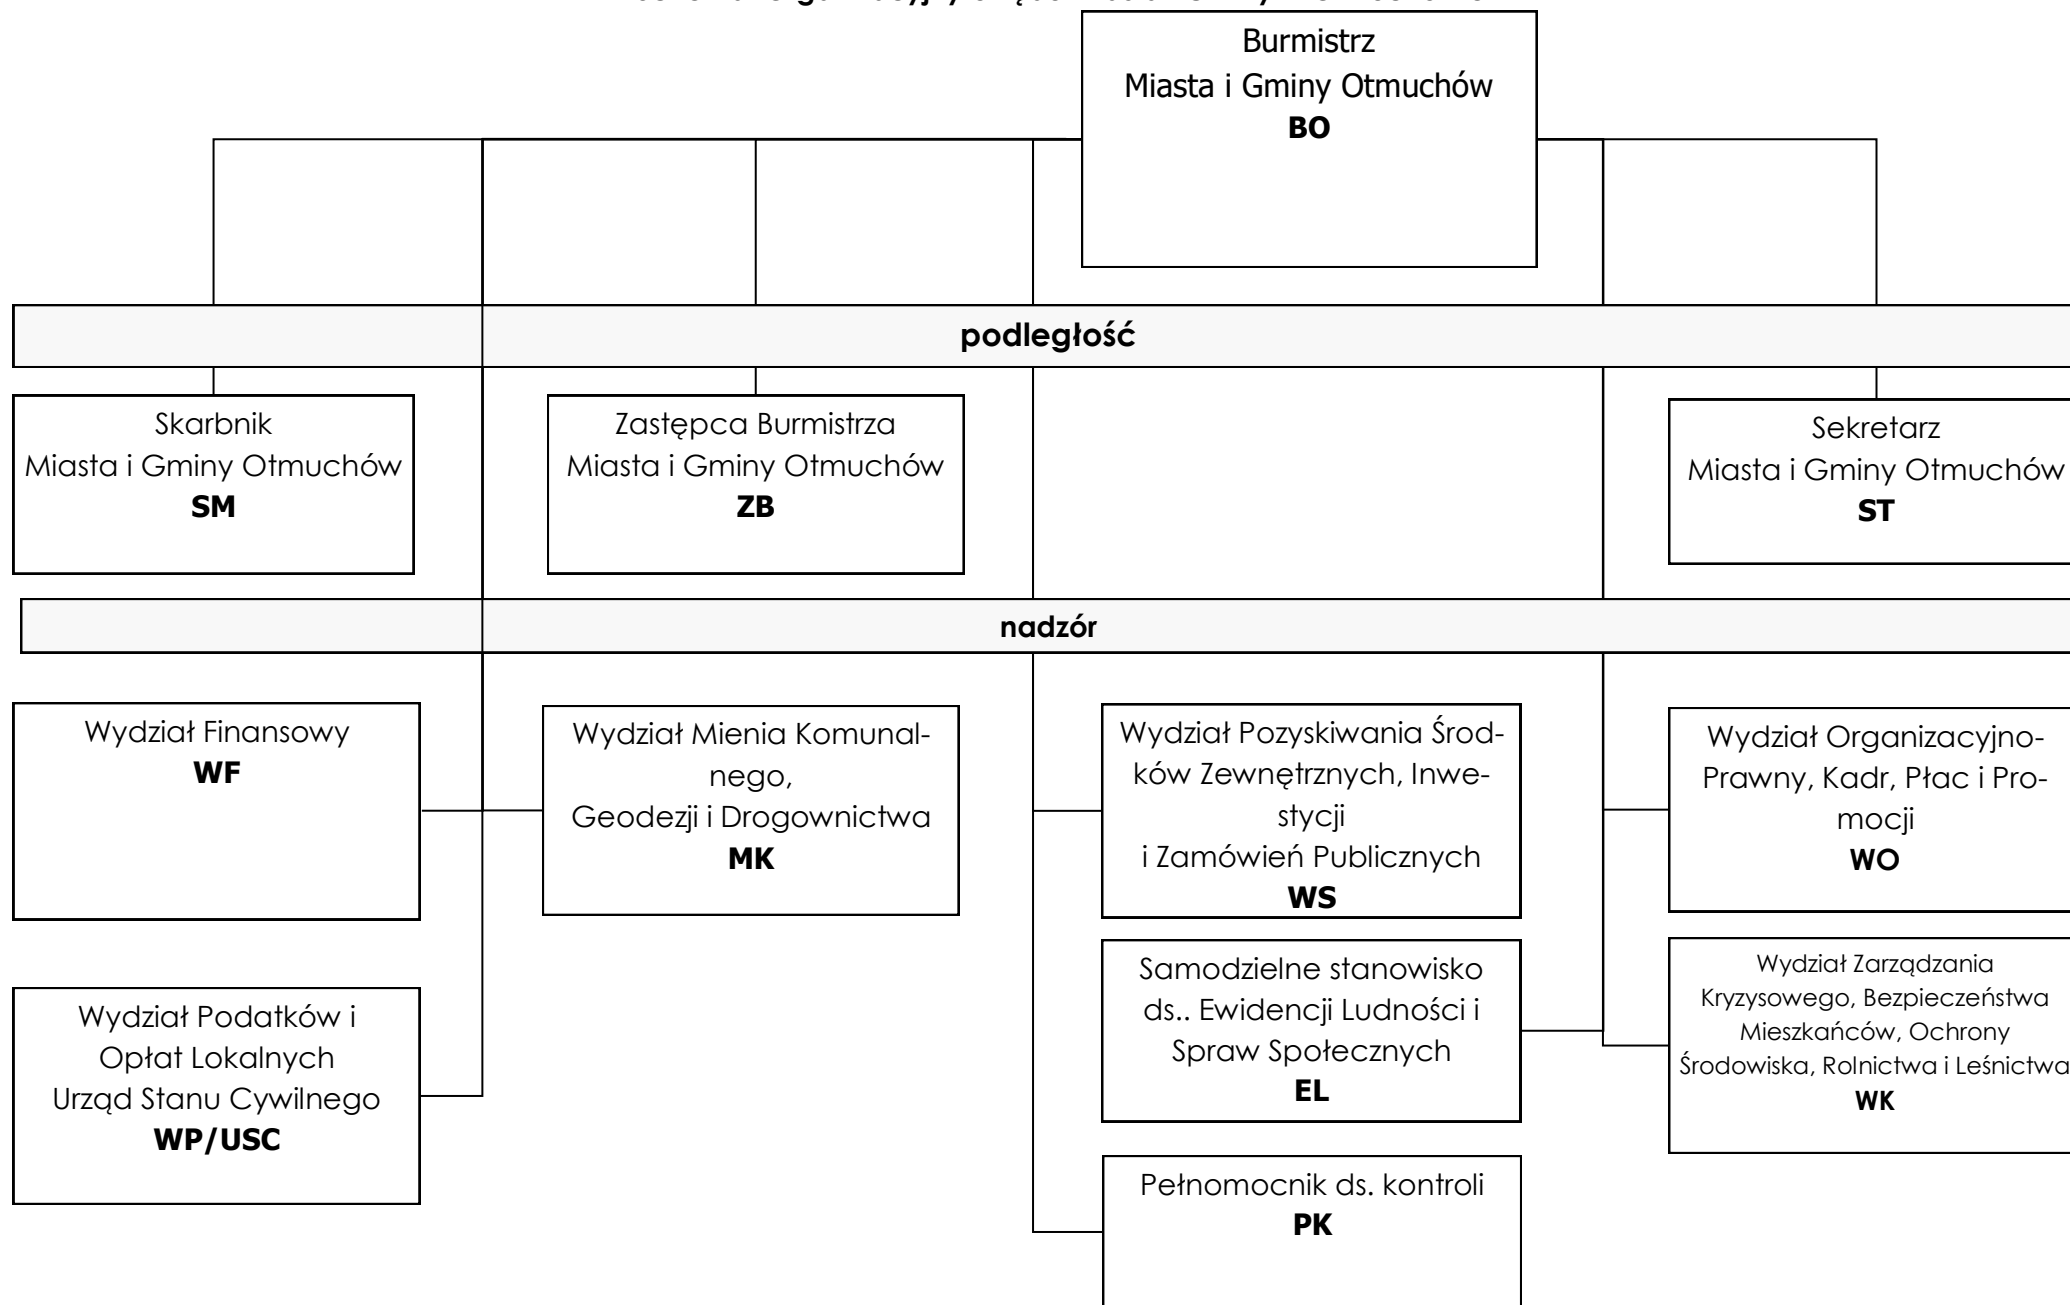 Burmistrz
Miasta i Gminy Otmuchów
BO
podległość
Skarbnik
Miasta i Gminy Otmuchów
SM
Zastępca Burmistrza
Miasta i Gminy Otmuchów
ZB
Sekretarz
Miasta i Gminy Otmuchów
ST
nadzór
Wydział Finansowy
WF
Wydział Mienia Komunal-
nego,
Geodezji i Drogownictwa
MK
Wydział Pozyskiwania Środ-
ków Zewnętrznych, Inwe-
stycji
i Zamówień Publicznych
WS
Wydział Organizacyjno-
Prawny, Kadr, Płac i Pro-
mocji
WO
Wydział Podatków i
Opłat Lokalnych
Urząd Stanu Cywilnego
WP/USC
Samodzielne stanowisko
ds.. Ewidencji Ludności i
Spraw Społecznych
EL
Wydział Zarządzania
Kryzysowego, Bezpieczeństwa
Mieszkańców, Ochrony
Środowiska, Rolnictwa i Leśnictwa
WK
Pełnomocnik ds. kontroli
PK